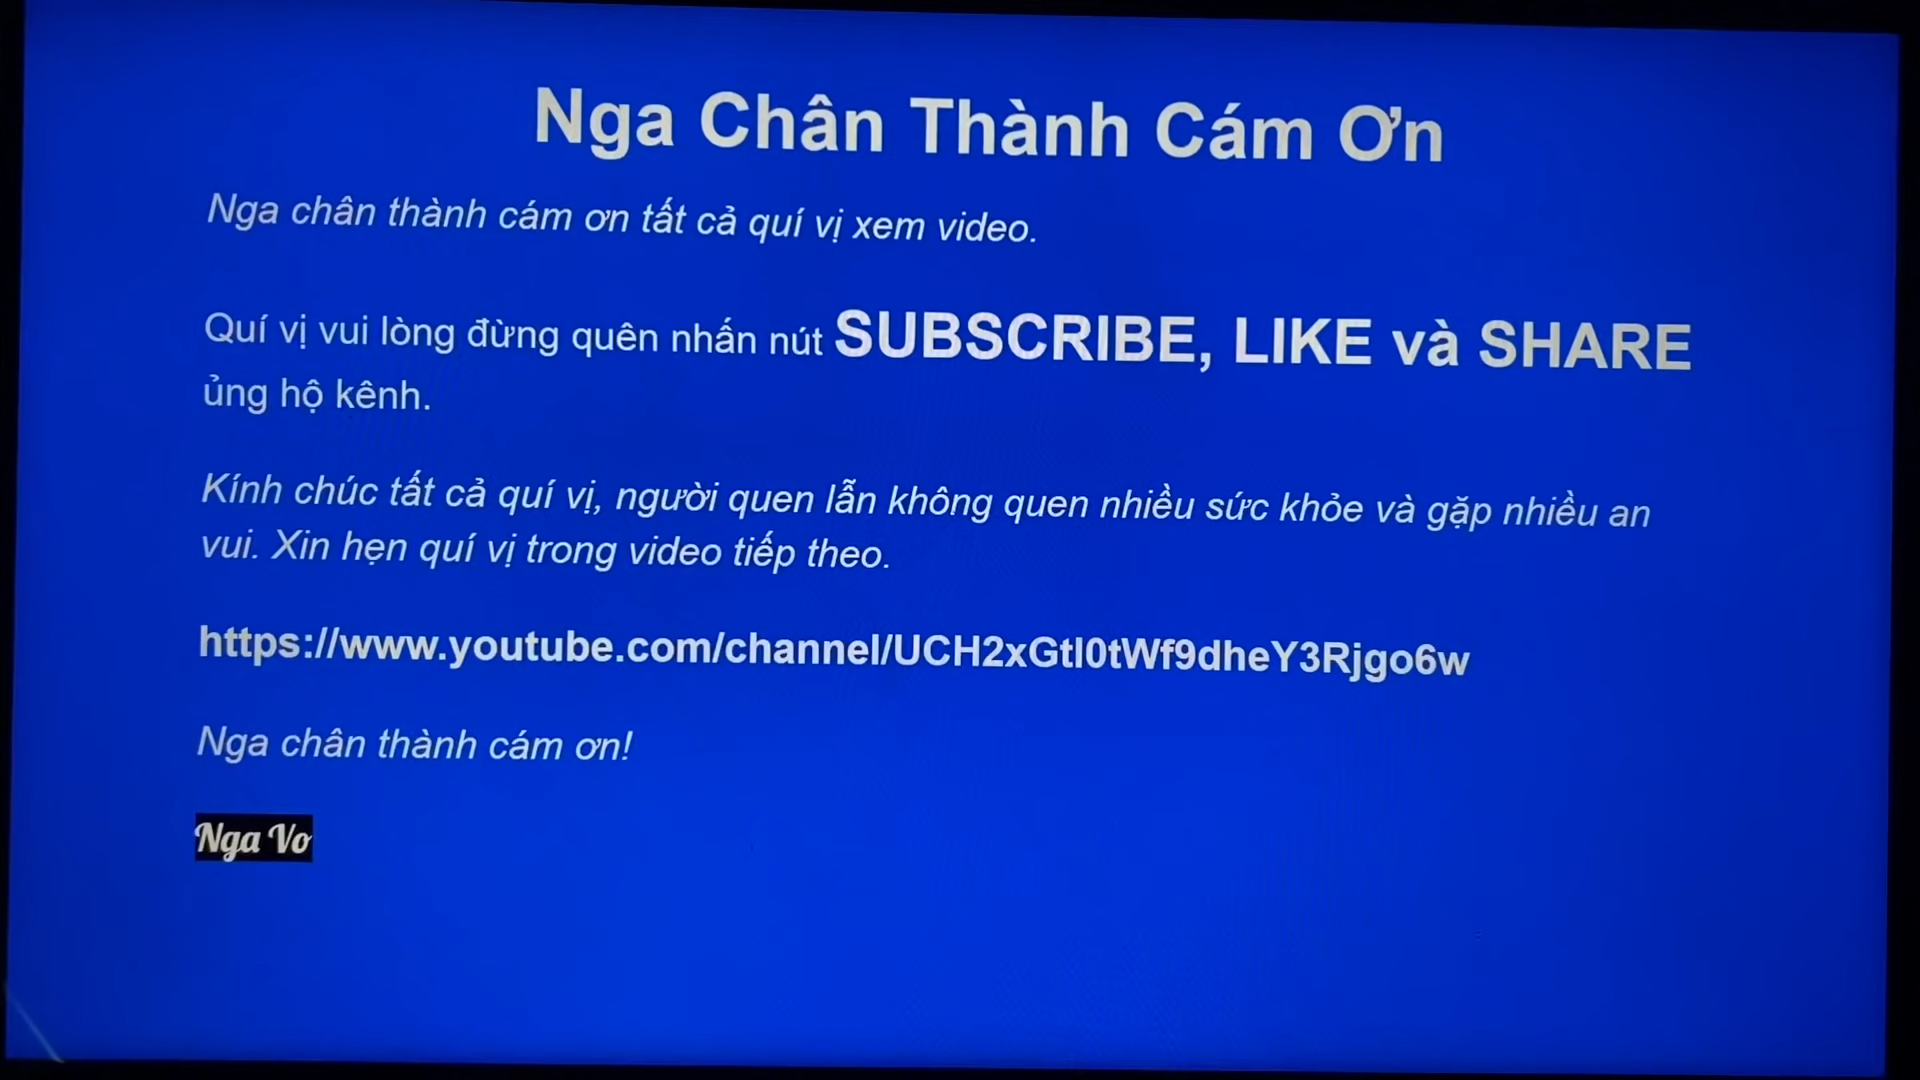 Nga Chân Thành Cám Ơn
Nga chân thành cám ơn tất cả quí vị xem video.
Quí vị vui lòng đừng quên nhấn nút SUBSCRIBE, LIKE và SHARE
ủng hộ kênh.
Kính chúc tất cả quí vị, người quen lẫn không quen nhiều sức khỏe và gặp nhiều an
vui. Xin hẹn quí vị trong video tiếp theo.
https://www.youtube.com/channel/UCH2xGtl0tWf9dheY3Rjgo6w
Nga chân thành cám ơn!
Nga Vo